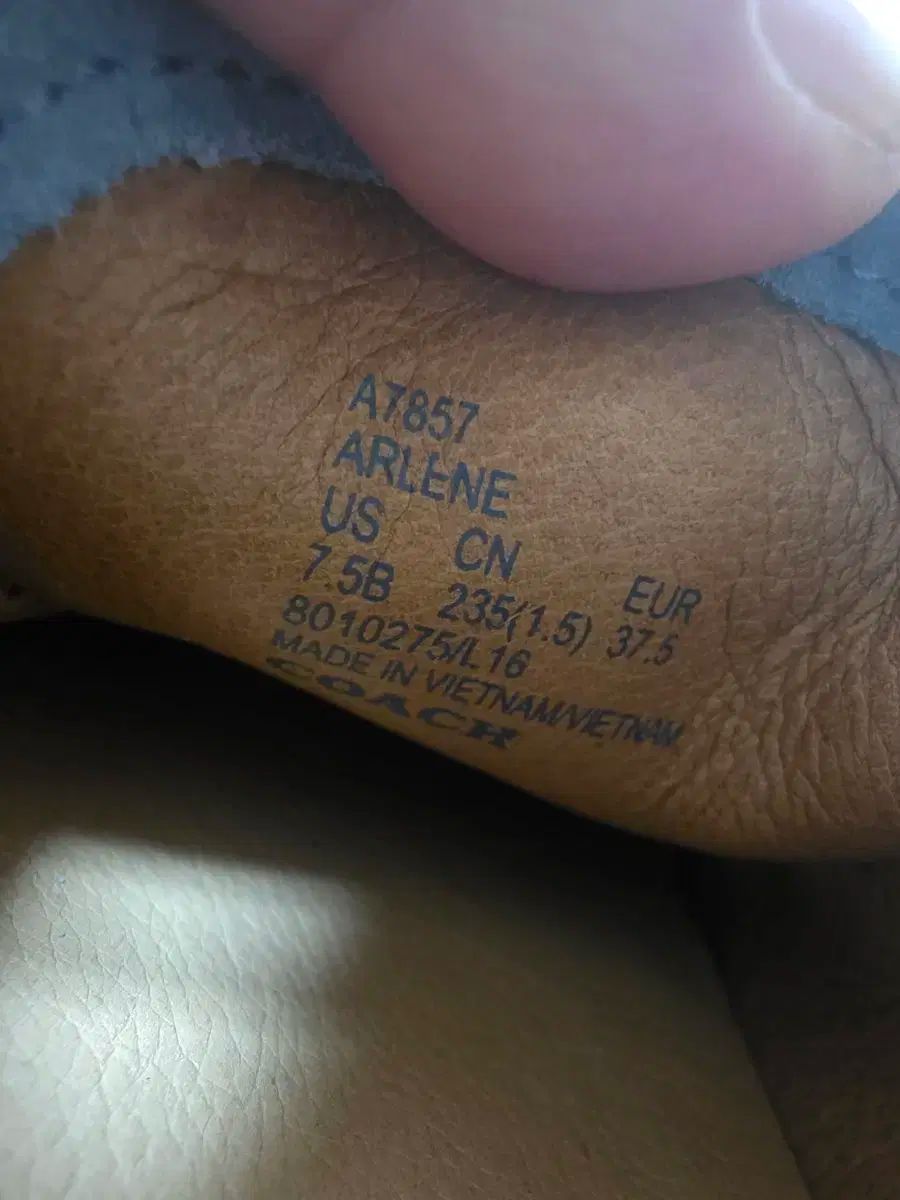 A7857
ARLENE
US CN EUR
7.5B 235(1.5) 37.5
8010275/L16
MADE IN VIETNAM/VIETNAM
COACH